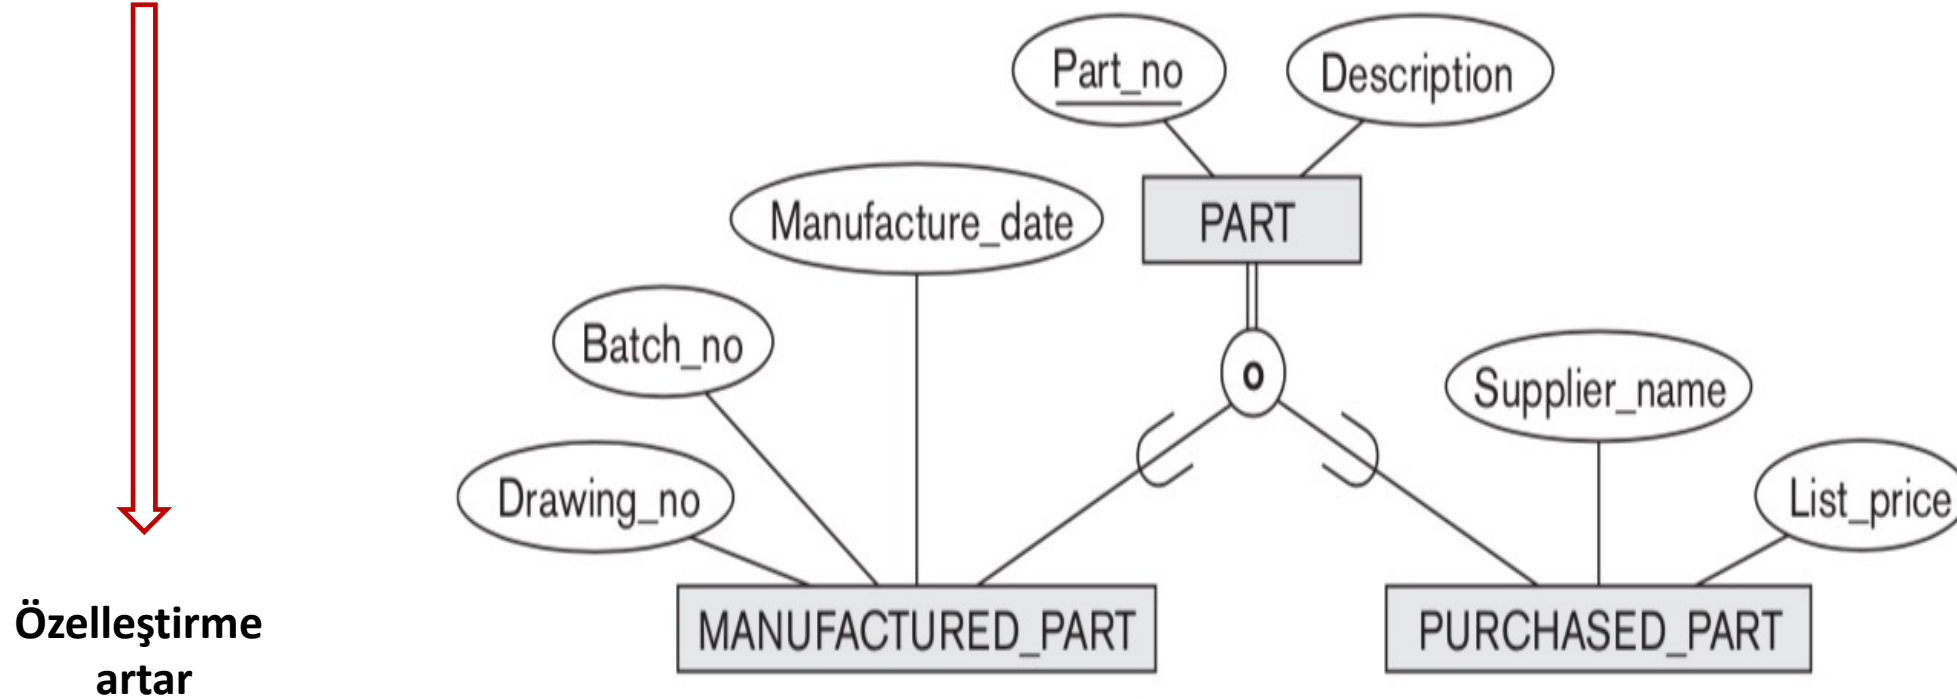 Part_no
Description
Manufacture_date
PART
Batch_no
o
Supplier_name
Drawing_no
List_price
MANUFACTURED_PART
PURCHASED_PART
Özelleştirme
artar